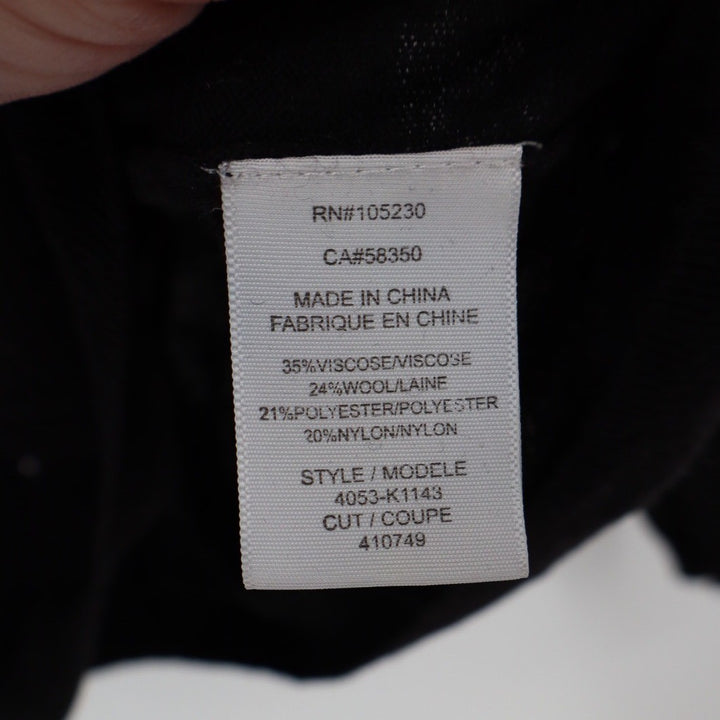 RN#105230
CA#58350
MADE IN CHINA
FABRIQUE EN CHINE
35%VISCOSE/VISCOSE
24%WOOL/LAINE
21%POLYESTER/POLYESTER
20%NYLON/NYLON
STYLE / MODELE
4053-K1143
CUT / COUPE
410749